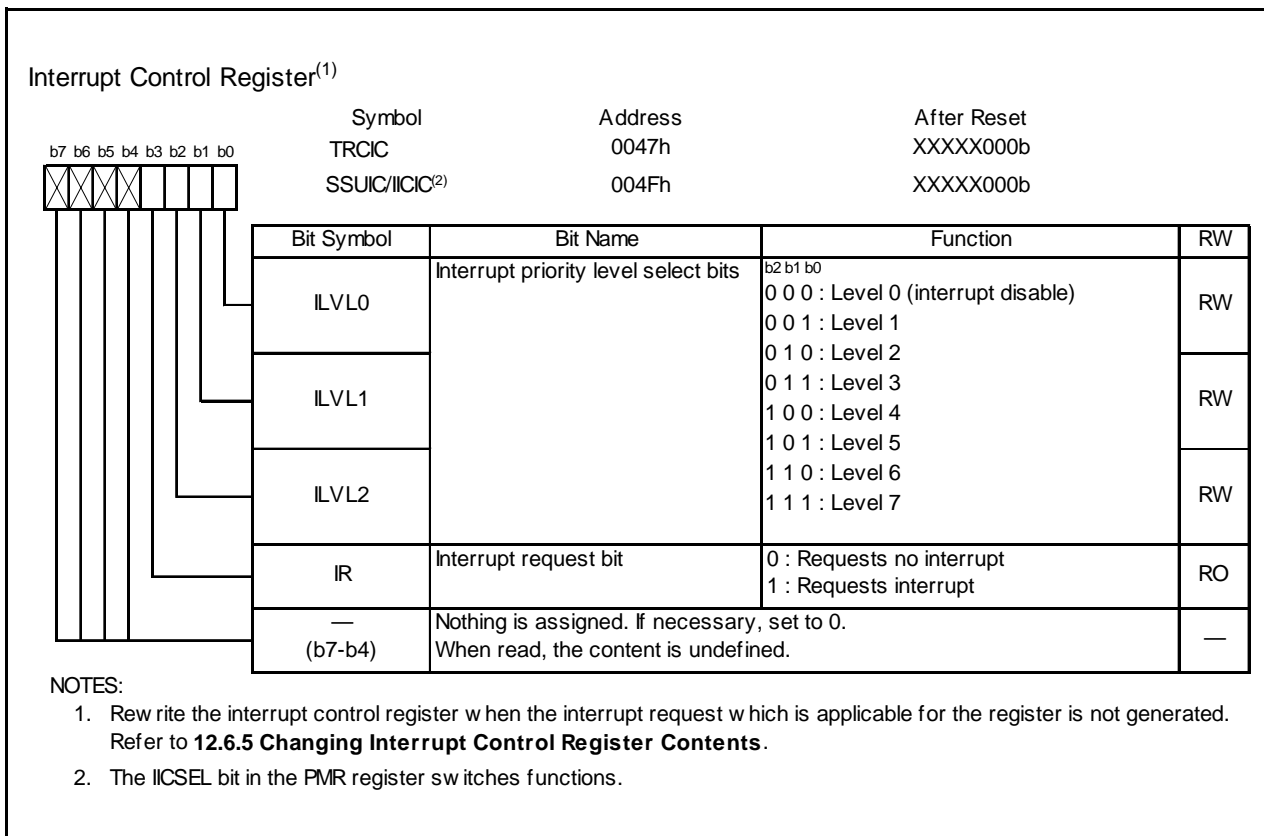 Interrupt Control Register(1)
Symbol Address After Reset
b7 b6 b5 b4 b3 b2 b1 b0
TRCIC 0047h XXXXX000b
SSUIC/IICIC(2) 004Fh XXXXX000b
Bit Symbol Bit Name Function RW
ILVL0 Interrupt priority level select bits b2 b1 b0
0 0 0 : Level 0 (interrupt disable) RW
0 0 1 : Level 1
0 1 0 : Level 2
ILVL1 0 1 1 : Level 3 RW
1 0 0 : Level 4
1 0 1 : Level 5
ILVL2 1 1 0 : Level 6 RW
1 1 1 : Level 7
IR Interrupt request bit 0 : Requests no interrupt RO
1 : Requests interrupt
— Nothing is assigned. If necessary, set to 0. —
(b7-b4) When read, the content is undefined.
NOTES:
1. Rewrite the interrupt control register when the interrupt request which is applicable for the register is not generated.
Refer to 12.6.5 Changing Interrupt Control Register Contents.
2. The IICSEL bit in the PMR register switches functions.